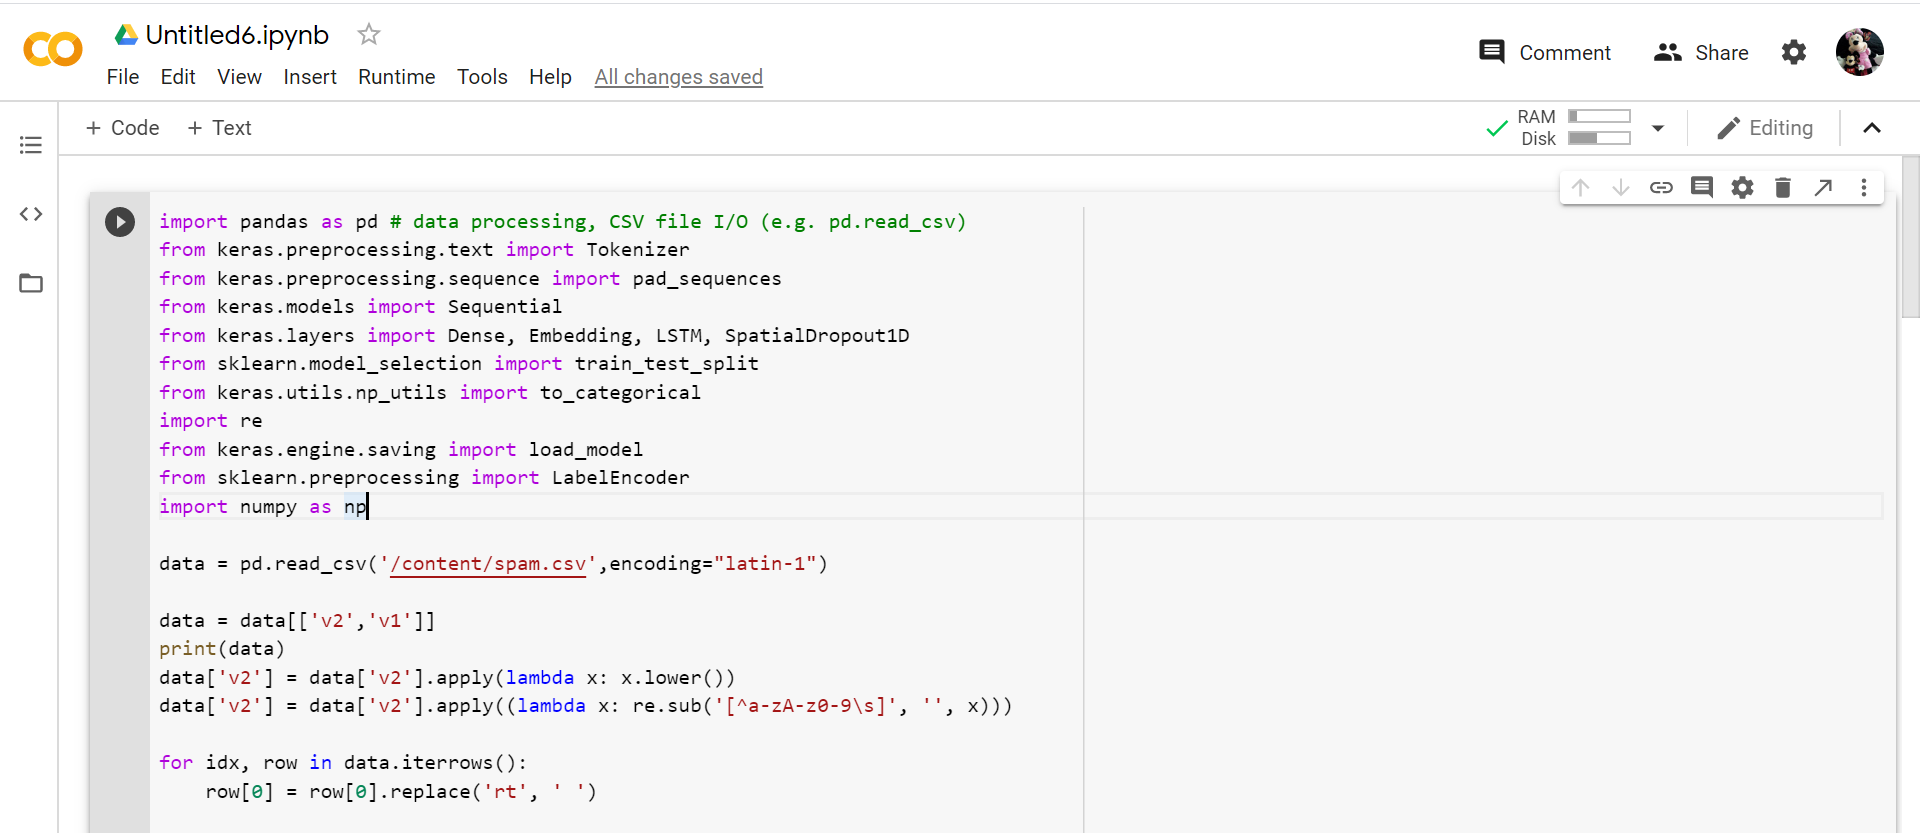 Untitled6.ipynb
File Edit View Insert Runtime Tools Help All changes saved
Comment Share
+ Code + Text
RAM
Disk
Editing
import pandas as pd # data processing, CSV file I/O (e.g. pd.read_csv)
from keras.preprocessing.text import Tokenizer
from keras.preprocessing.sequence import pad_sequences
from keras.models import Sequential
from keras.layers import Dense, Embedding, LSTM, SpatialDropout1D
from sklearn.model_selection import train_test_split
from keras.utils.np_utils import to_categorical
import re
from keras.engine.saving import load_model
from sklearn.preprocessing import LabelEncoder
import numpy as np
data = pd.read_csv('/content/spam.csv',encoding="latin-1")
data = data[['v2','v1']]
print(data)
data['v2'] = data['v2'].apply(lambda x: x.lower())
data['v2'] = data['v2'].apply((lambda x: re.sub('[^a-zA-z0-9\s]', '', x)))
for idx, row in data.iterrows():
    row[0] = row[0].replace('rt', ' ')